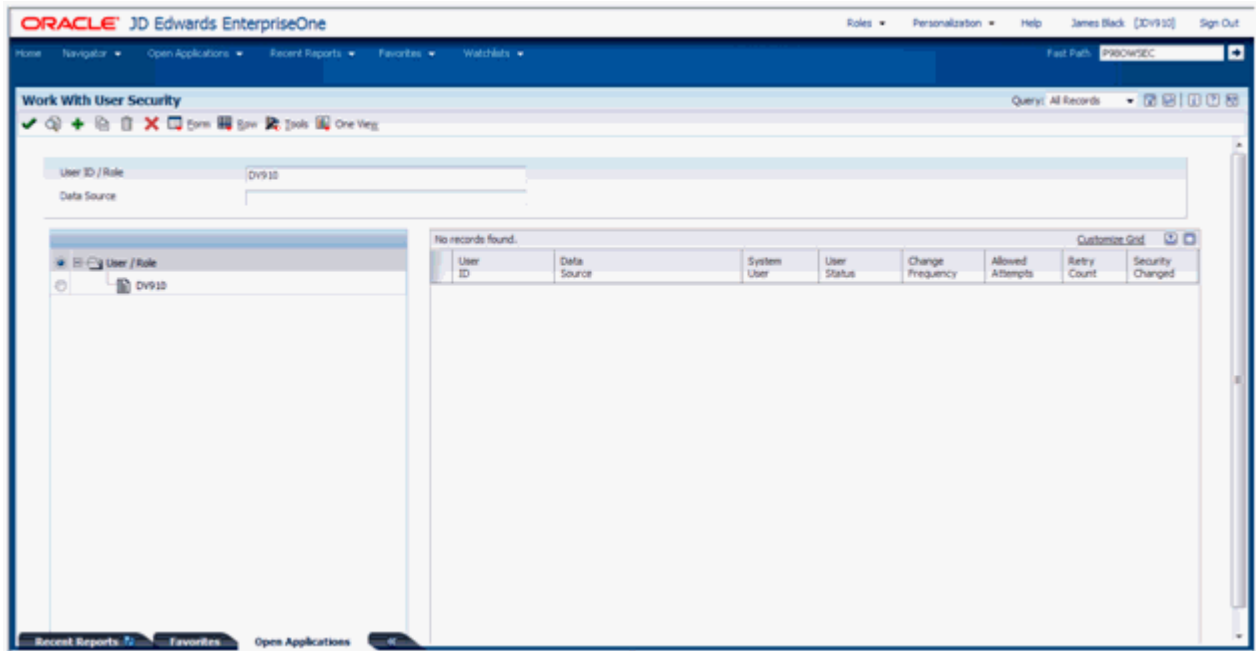 ORACLE JD Edwards EnterpriseOne
Roles Personalization Help James Black [JDV910] Sign Out
Home Navigator Open Applications Recent Reports Favorites Watchlists Fast Path P98OWSEC
Work With User Security Query: All Records
Form Row Tools One View
User ID / Role DV910
Data Source
User / Role
DV910
No records found. Customize Grid
User ID Data Source System User User Status Change Frequency Allowed Attempts Retry Count Security Changed
Recent Reports Favorites Open Applications <<